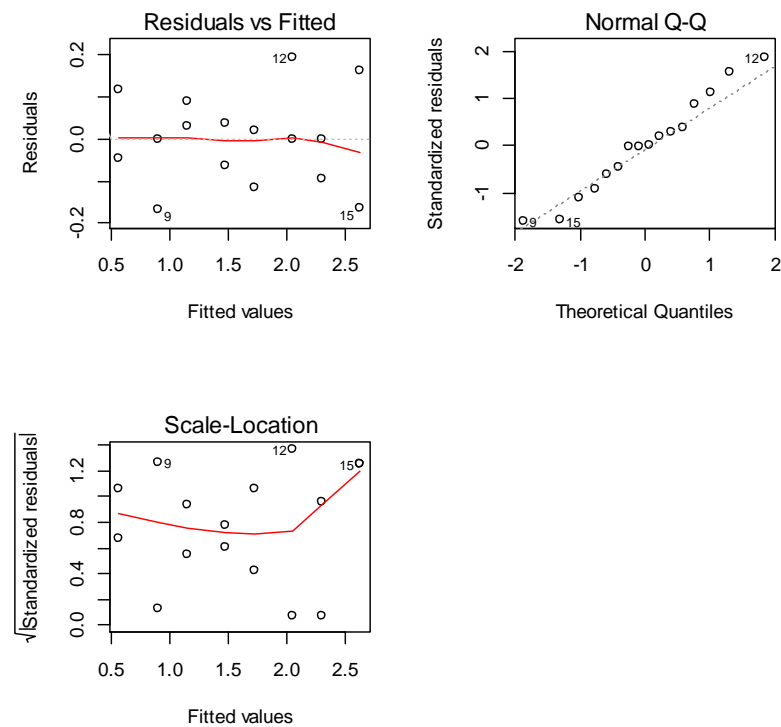 Residuals vs Fitted
0.2
0.0
-0.2
Residuals
12
9
15
0.5 1.0 1.5 2.0 2.5
Fitted values
Normal Q-Q
2
1
0
-1
Standardized residuals
12
9
15
-2 -1 0 1 2
Theoretical Quantiles
Scale-Location
1.2
0.8
0.4
0.0
√|Standardized residuals|
9
12
15
0.5 1.0 1.5 2.0 2.5
Fitted values